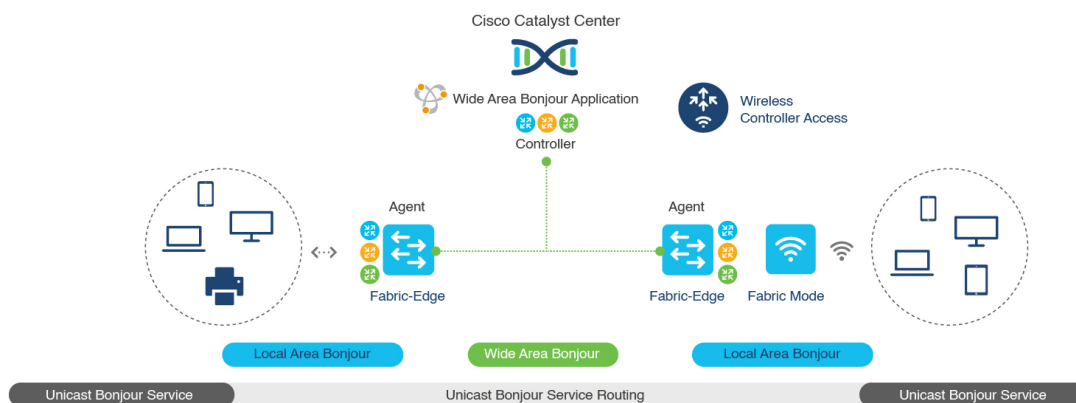 Cisco Catalyst Center
Wide Area Bonjour Application
Controller
Wireless
Controller Access
Agent
Agent
Fabric-Edge
Fabric-Edge
Fabric Mode
Local Area Bonjour
Wide Area Bonjour
Local Area Bonjour
Unicast Bonjour Service
Unicast Bonjour Service Routing
Unicast Bonjour Service